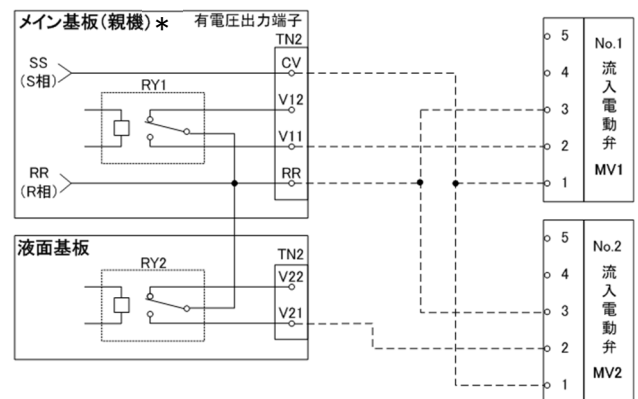 メイン基板(親機)*
有電圧出力端子
TN2
SS
(S相)
CV
RY1
V12
V11
RR
(R相)
RR
液面基板
TN2
RY2
V22
V21
5
4
3
2
1
No.1
流入電動弁
MV1
5
4
3
2
1
No.2
流入電動弁
MV2